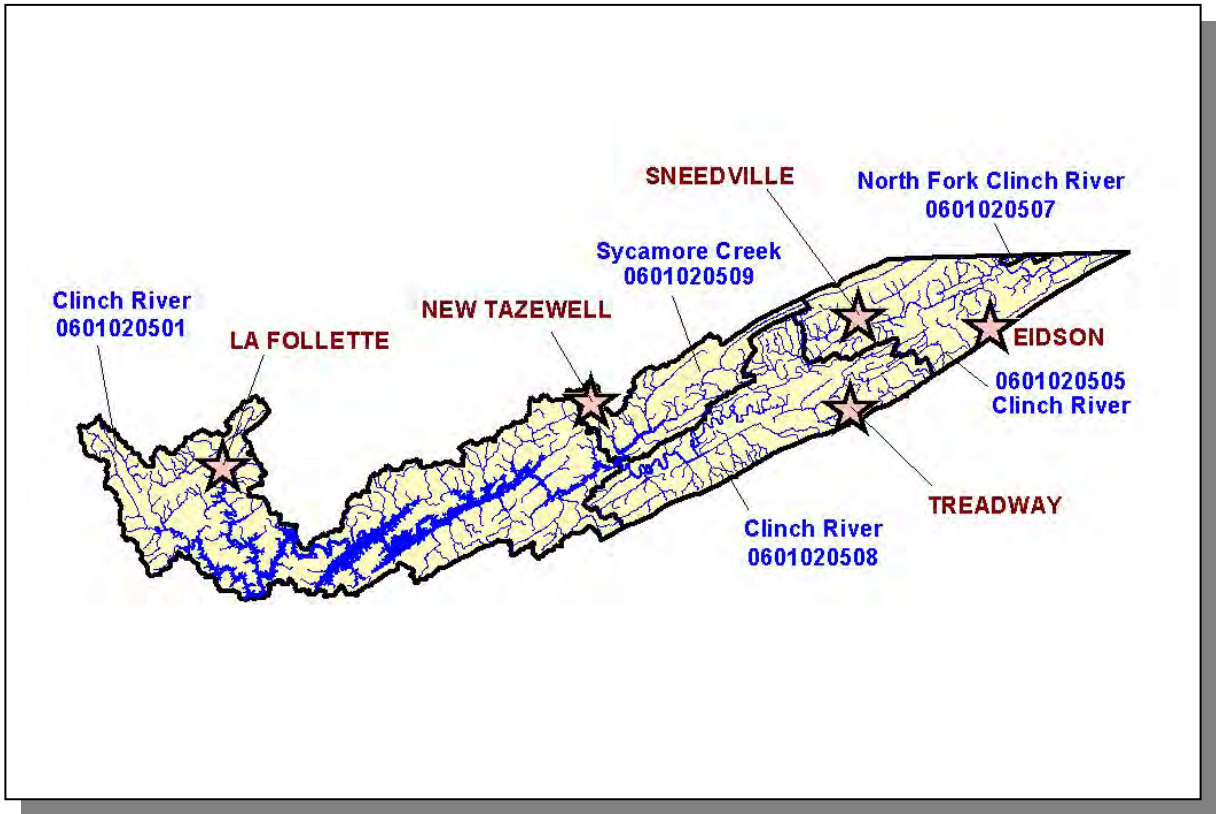 SNEEDVILLE
North Fork Clinch River
0601020507
Sycamore Creek
0601020509
Clinch River
0601020501
NEW TAZEWELL
LA FOLLETTE
EIDSON
0601020505
Clinch River
TREADWAY
Clinch River
0601020508